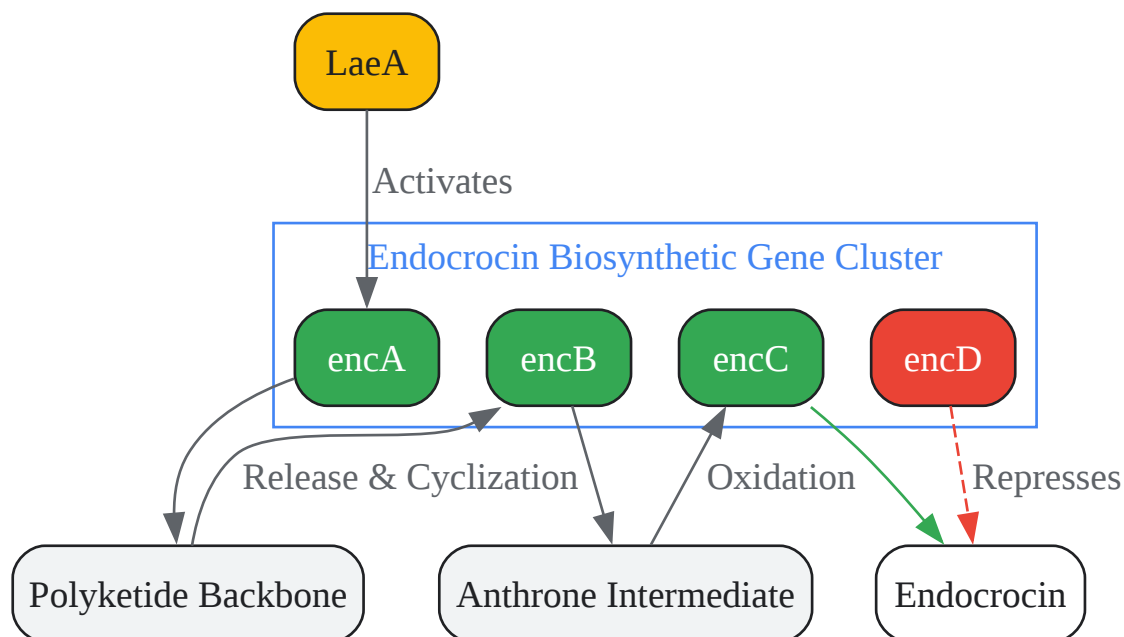 LaeA
Activates
Endocrocin Biosynthetic Gene Cluster
encA
encB
encC
encD
Release & Cyclization
Oxidation
Represses
Polyketide Backbone
Anthrone Intermediate
Endocrocin